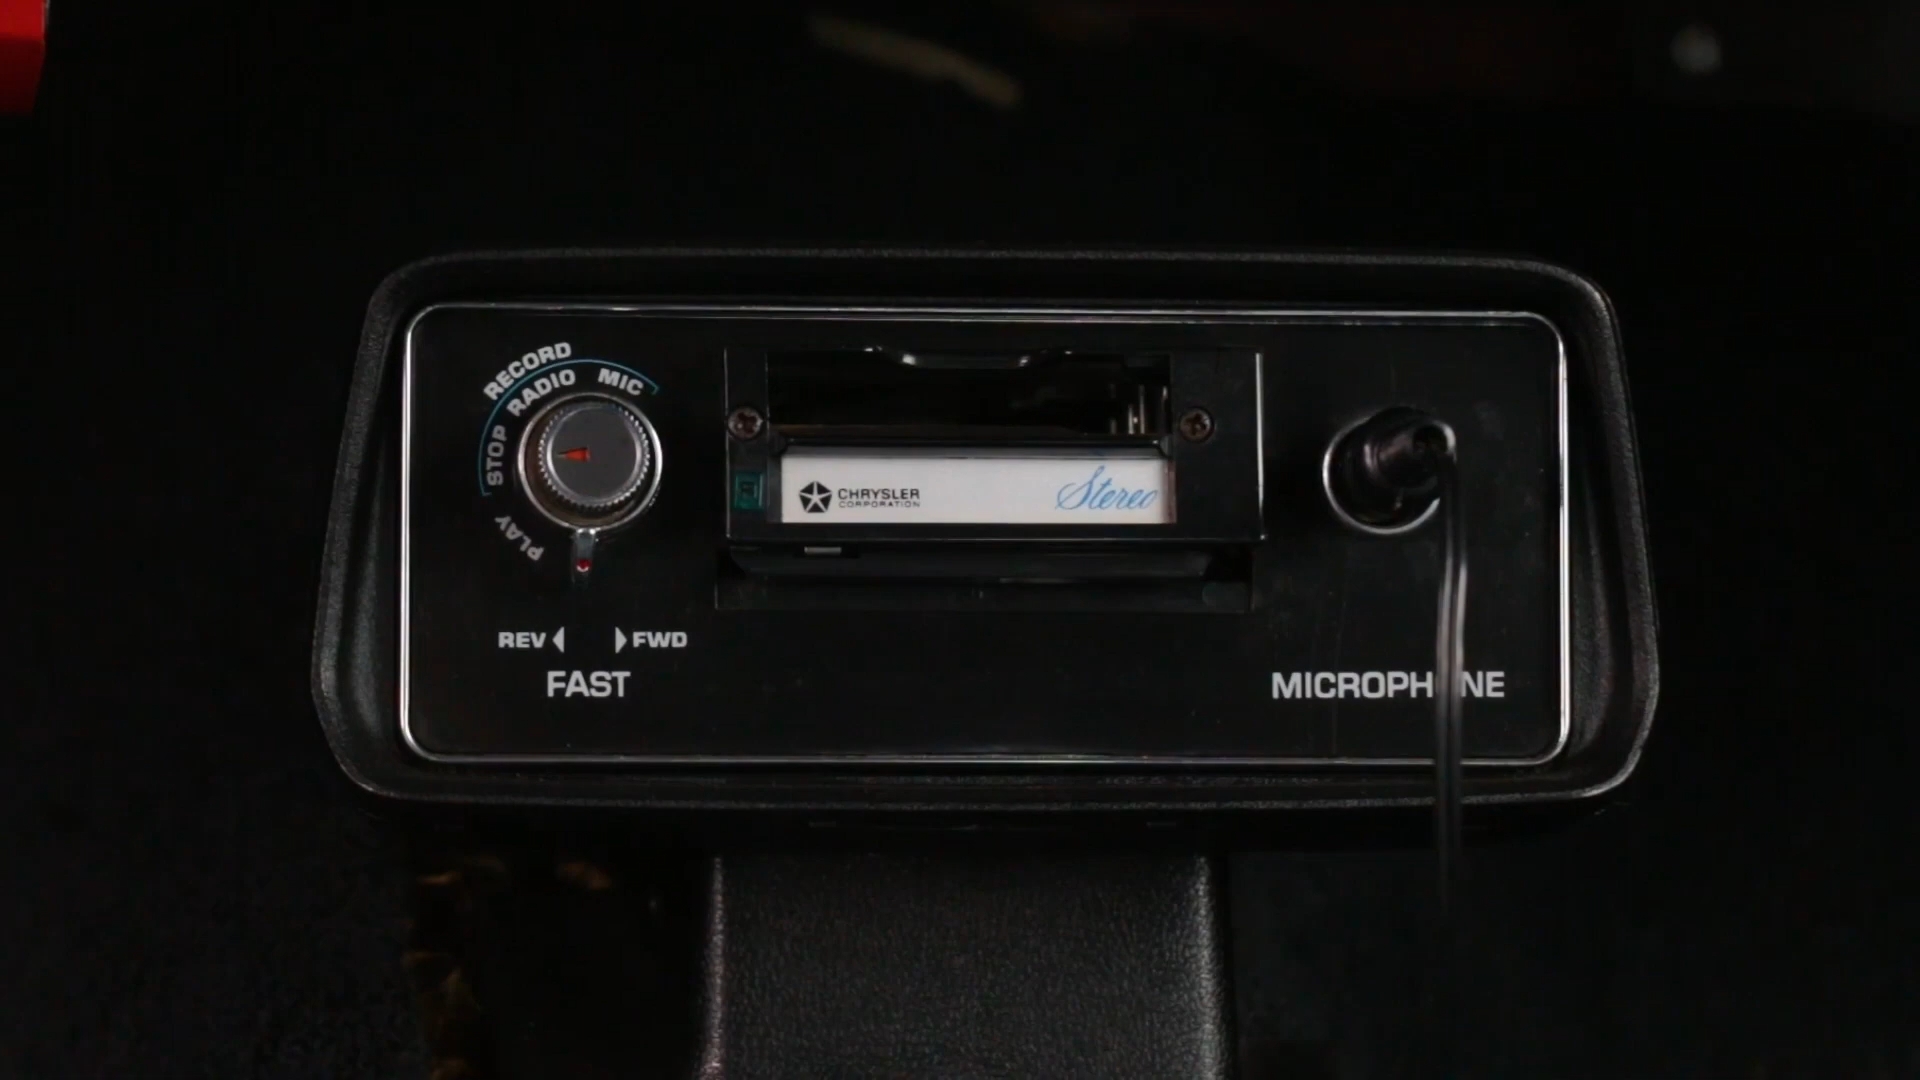 RECORD
RADIO MIC
STOP
PLAY
CHRYSLER
CORPORATION
Stereo
REV FWD
FAST
MICROPHONE